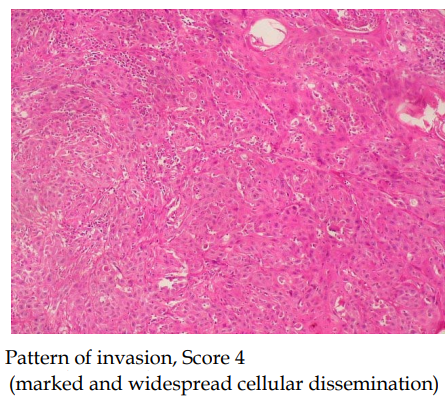 Pattern of invasion, Score 4
(marked and widespread cellular dissemination)